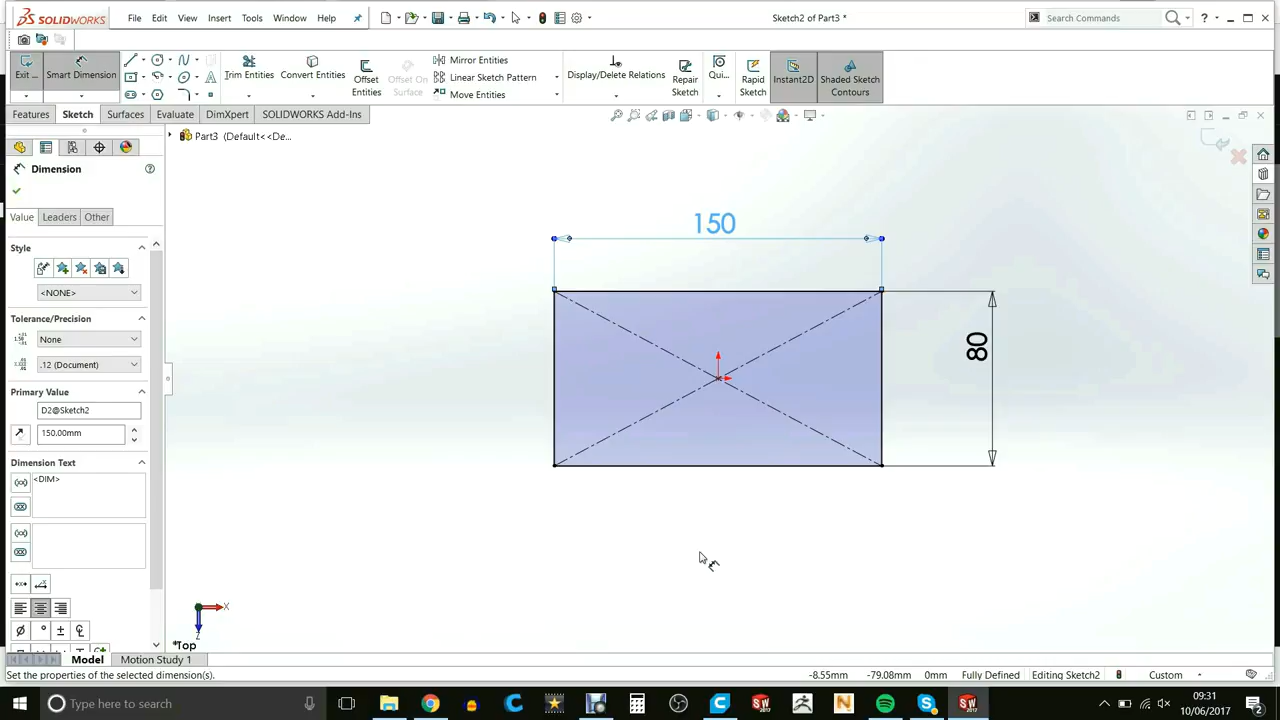 SOLIDWORKS File Edit View Insert Tools Window Help Sketch2 of Part3 * Search Commands
Exit ... Smart Dimension Trim Entities Convert Entities Offset Entities Offset On Surface Mirror Entities Linear Sketch Pattern Move Entities Display/Delete Relations Repair Sketch Qui... Rapid Sketch Instant2D Shaded Sketch Contours
Features Sketch Surfaces Evaluate DimXpert SOLIDWORKS Add-Ins
Part3 (Default<<De...
Dimension
Value Leaders Other
Style
<NONE>
Tolerance/Precision
None
.12 (Document)
Primary Value
D2@Sketch2
150.00mm
Dimension Text
<DIM>
150
80
X
Z
*Top
Model Motion Study 1
Set the properties of the selected dimension(s). -8.55mm -79.08mm 0mm Fully Defined Editing Sketch2 Custom
Type here to search
09:31
10/06/2017